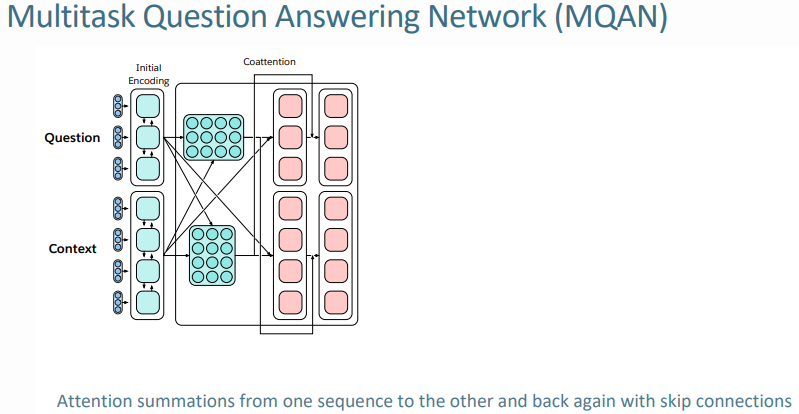 Multitask Question Answering Network (MQAN)
Initial
Encoding
Coattention
Question
Context
Attention summations from one sequence to the other and back again with skip connections